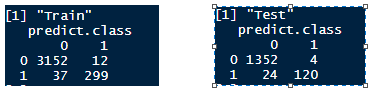 [1] "Train"
predict.class
0 1
0 3152 12
1 37 299
[1] "Test"
predict.class
0 1
0 1352 4
1 24 120